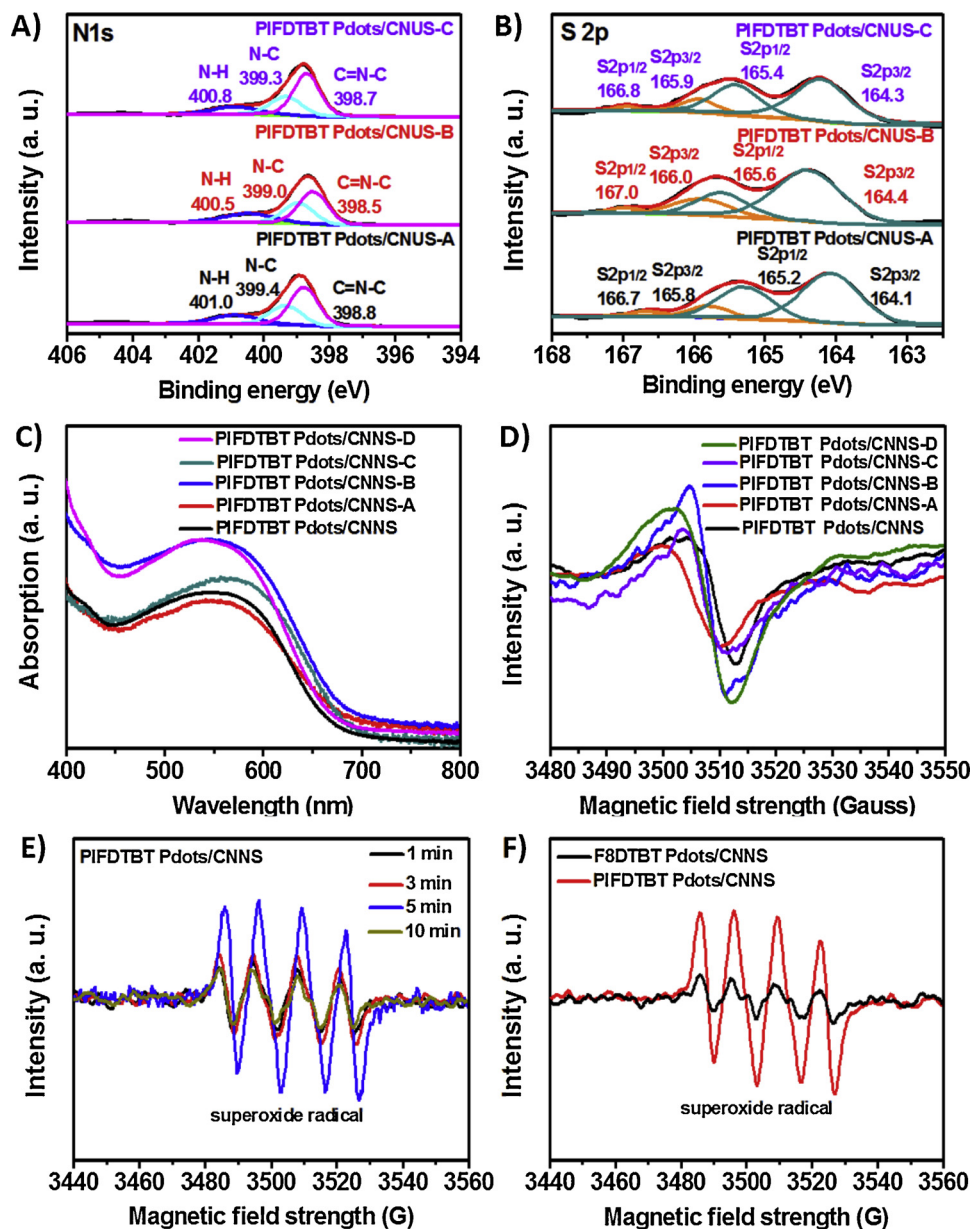 A)
N1s
PIFDTBT Pdots/CNUS-C
N-H
400.8
N-C
399.3
C=N-C
398.7
PIFDTBT Pdots/CNUS-B
N-H
400.5
N-C
399.0
C=N-C
398.5
PIFDTBT Pdots/CNUS-A
N-H
401.0
N-C
399.4
C=N-C
398.8
Intensity (a. u.)
406 404 402 400 398 396 394
Binding energy (eV)
B)
S 2p
PIFDTBT Pdots/CNUS-C
S2p1/2
166.8
S2p3/2
165.9
S2p1/2
165.4
S2p3/2
164.3
PIFDTBT Pdots/CNUS-B
S2p1/2
167.0
S2p3/2
166.0
S2p1/2
165.6
S2p3/2
164.4
PIFDTBT Pdots/CNUS-A
S2p1/2
166.7
S2p3/2
165.8
S2p1/2
165.2
S2p3/2
164.1
Intensity (a. u.)
168 167 166 165 164 163
Binding energy (eV)
C)
PIFDTBT Pdots/CNNS-D
PIFDTBT Pdots/CNNS-C
PIFDTBT Pdots/CNNS-B
PIFDTBT Pdots/CNNS-A
PIFDTBT Pdots/CNNS
Absorption (a. u.)
400 500 600 700 800
Wavelength (nm)
D)
PIFDTBT Pdots/CNNS-D
PIFDTBT Pdots/CNNS-C
PIFDTBT Pdots/CNNS-B
PIFDTBT Pdots/CNNS-A
PIFDTBT Pdots/CNNS
Intensity (a. u.)
3480 3490 3500 3510 3520 3530 3540 3550
Magnetic field strength (Gauss)
E)
PIFDTBT Pdots/CNNS
1 min
3 min
5 min
10 min
superoxide radical
Intensity (a. u.)
3440 3460 3480 3500 3520 3540 3560
Magnetic field strength (G)
F)
F8DTBT Pdots/CNNS
PIFDTBT Pdots/CNNS
superoxide radical
Intensity (a. u.)
3440 3460 3480 3500 3520 3540 3560
Magnetic field strength (G)